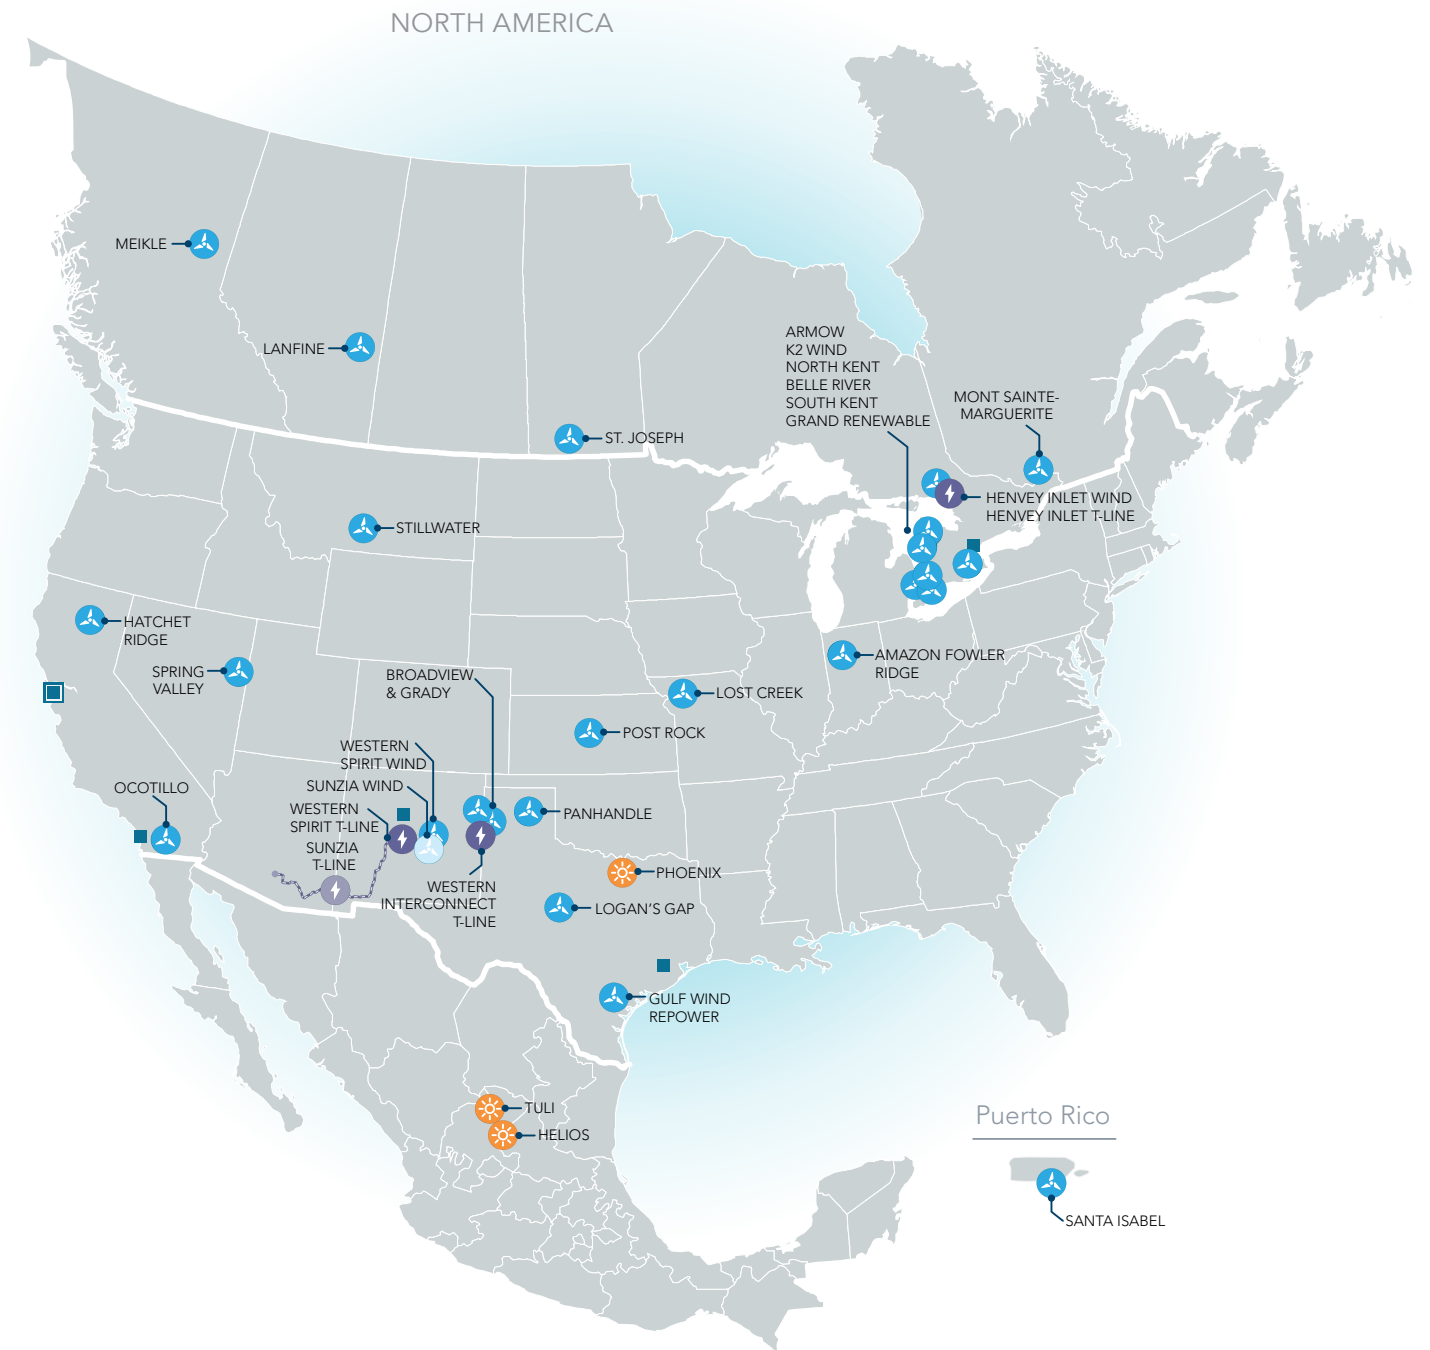 NORTH AMERICA
MEIKLE
LANFINE
ARMOW
K2 WIND
NORTH KENT
BELLE RIVER
SOUTH KENT
GRAND RENEWABLE
MONT SAINTE-
MARGUERITE
ST. JOSEPH
HENVEY INLET WIND
HENVEY INLET T-LINE
STILLWATER
HATCHET
RIDGE
SPRING
VALLEY
BROADVIEW
& GRADY
AMAZON FOWLER
RIDGE
LOST CREEK
POST ROCK
WESTERN
SPIRIT WIND
SUNZIA WIND
OCOTILLO
WESTERN
SPIRIT T-LINE
SUNZIA
T-LINE
PANHANDLE
PHOENIX
WESTERN
INTERCONNECT
T-LINE
LOGAN'S GAP
GULF WIND
REPOWER
TULI
HELIOS
Puerto Rico
SANTA ISABEL